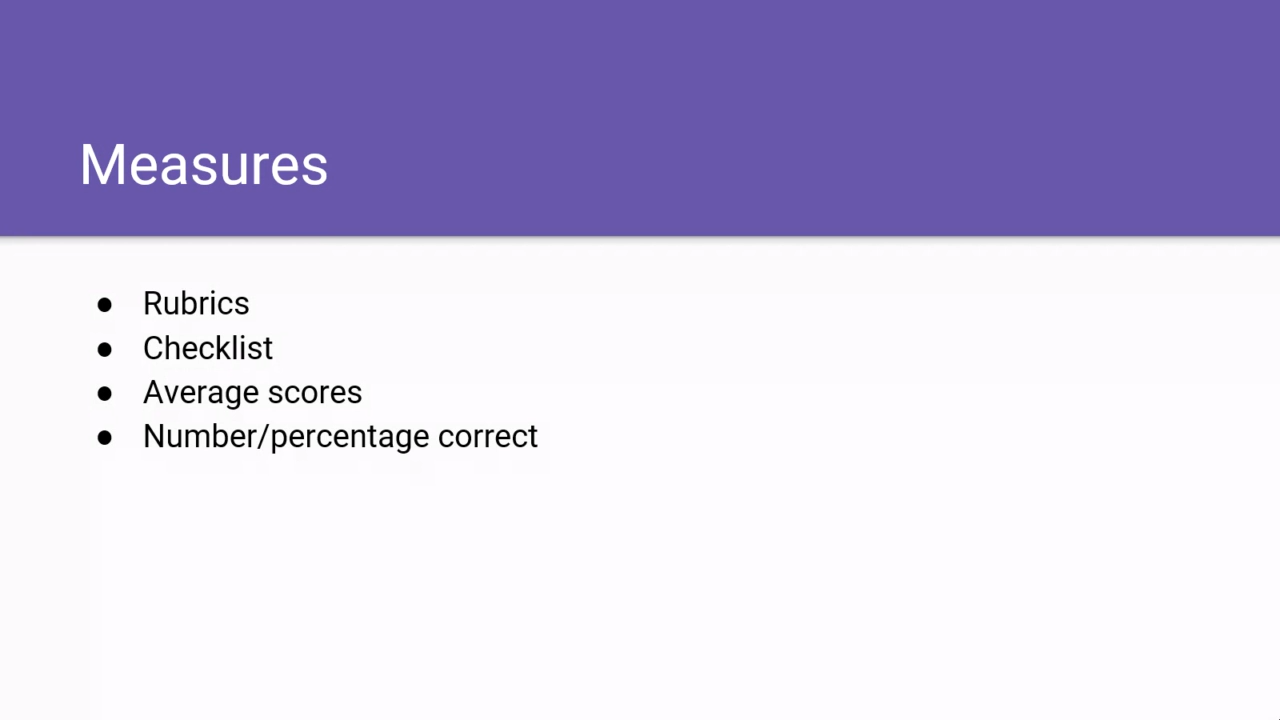 Measures
● Rubrics
● Checklist
● Average scores
● Number/percentage correct